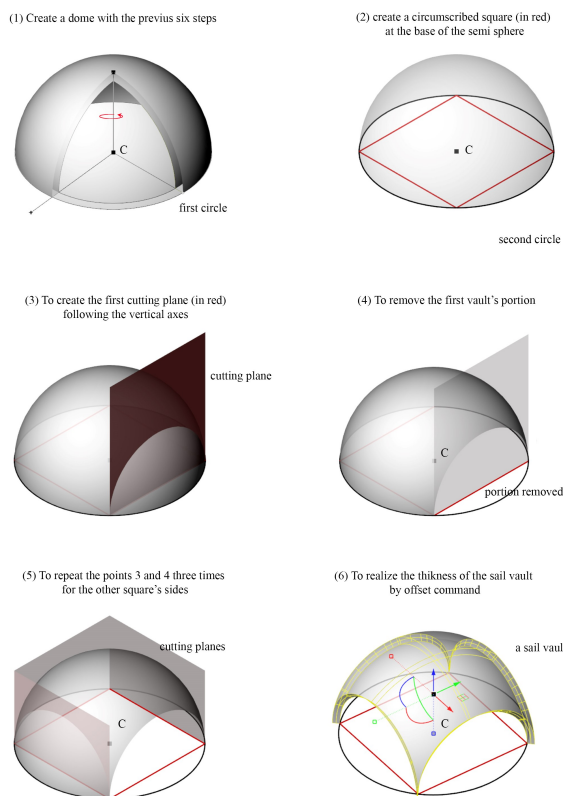 (1) Create a dome with the previus six steps
C
first circle
(2) create a circumscribed square (in red)
at the base of the semi sphere
C
second circle
(3) To create the first cutting plane (in red)
following the vertical axes
cutting plane
(4) To remove the first vault's portion
C
portion removed
(5) To repeat the points 3 and 4 three times
for the other square's sides
cutting planes
C
(6) To realize the thikness of the sail vault
by offset command
a sail vaul
C